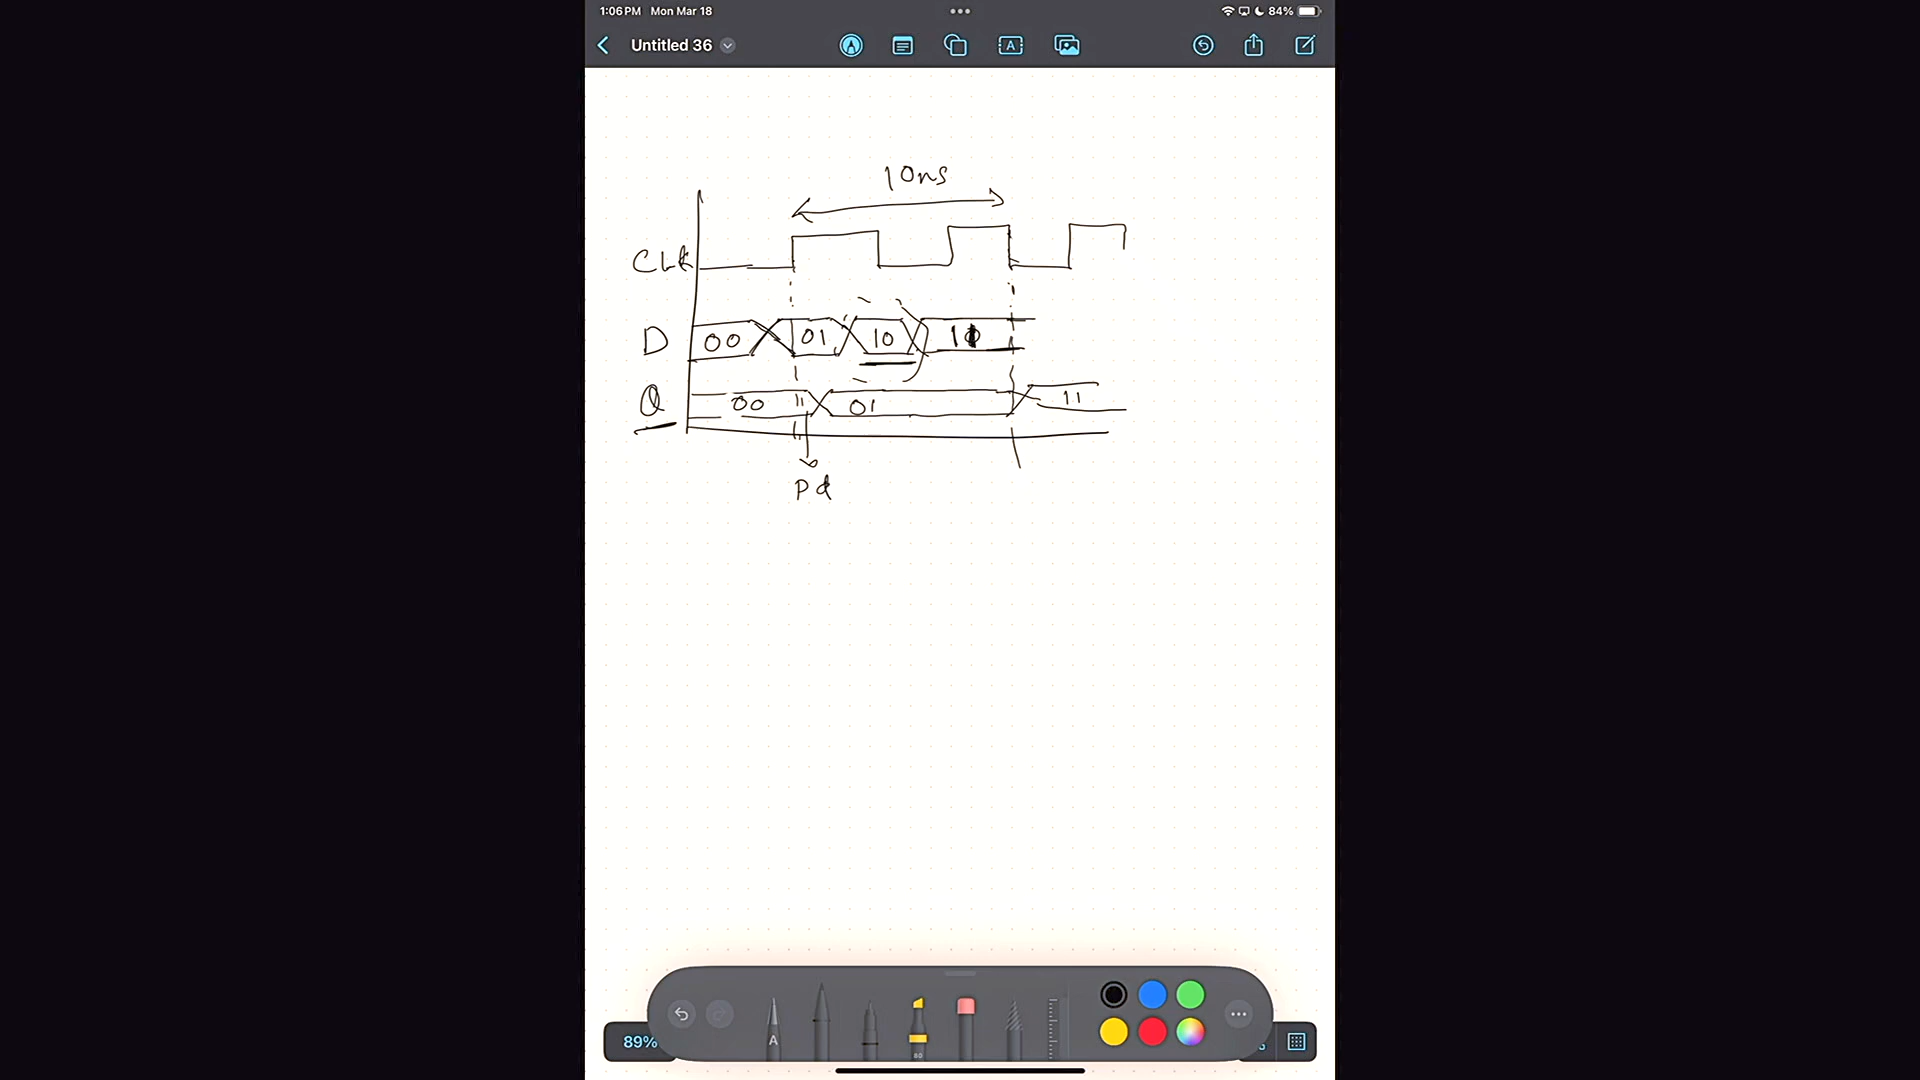 1:06 PM Mon Mar 18
84%
Untitled 36
10ns
CLK
D 00 01 10
Q 00 01 11
Pd
A
80
89%